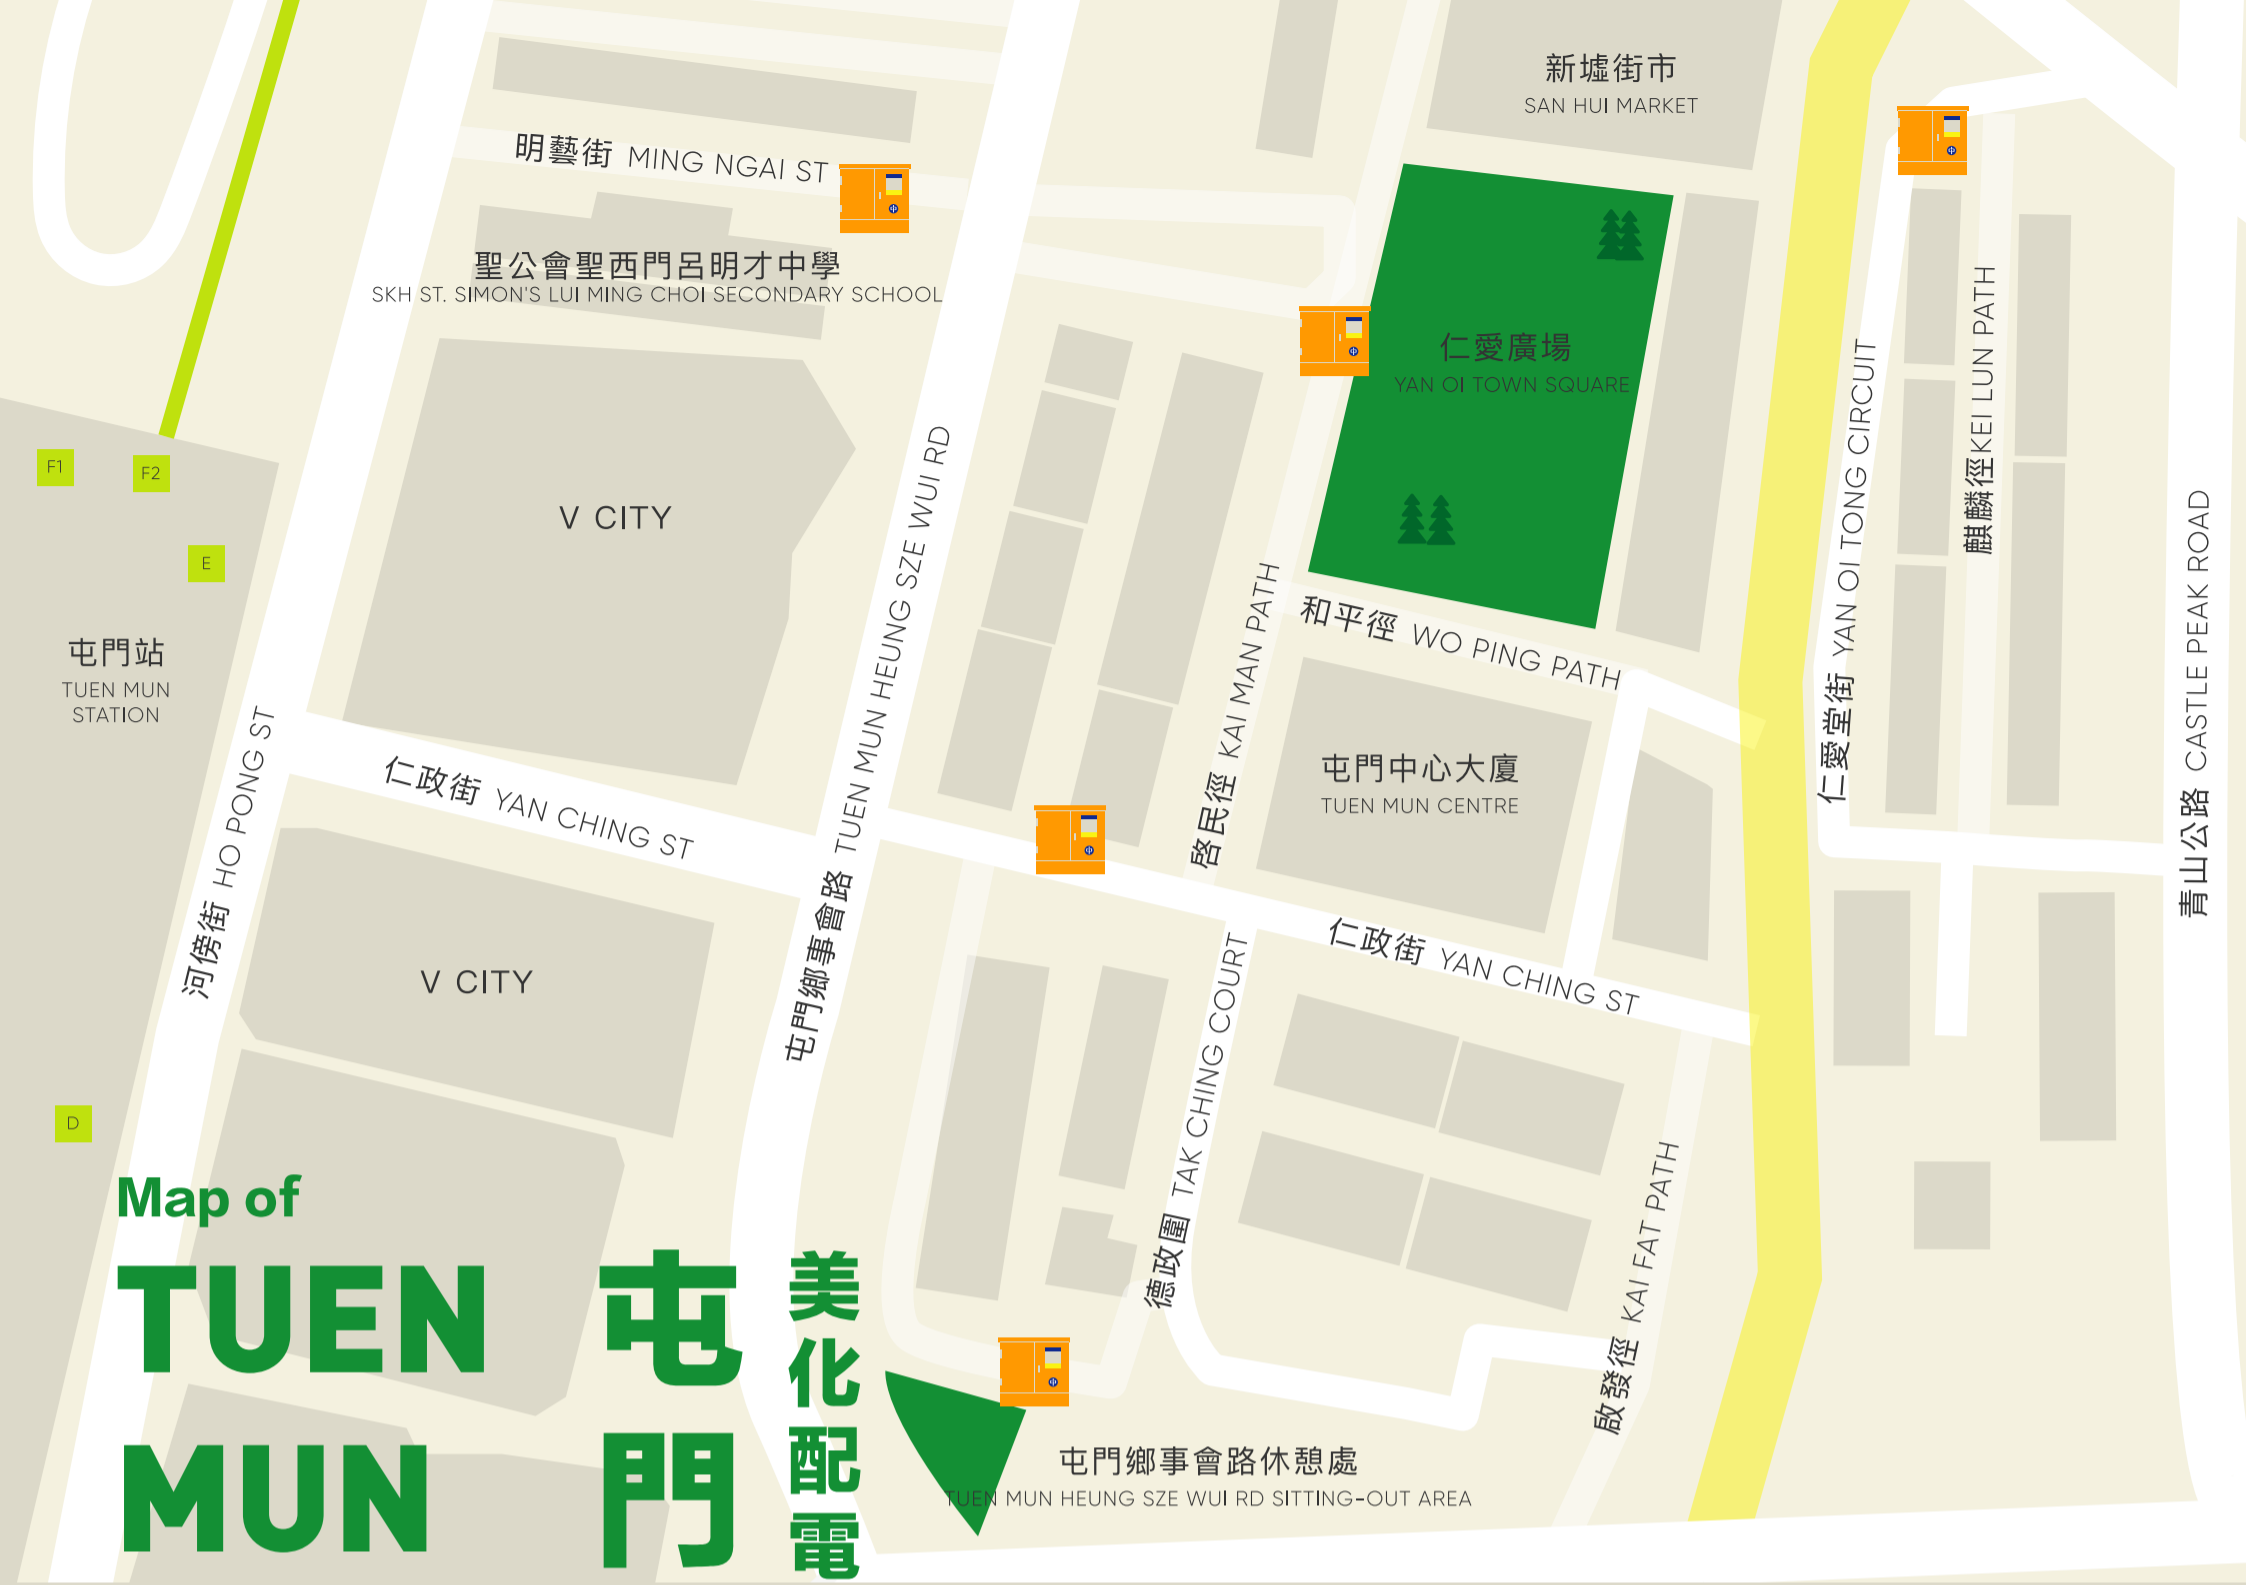 新墟街市
SAN HUI MARKET
明藝街 MING NGAI ST
聖公會聖西門呂明才中學
SKH ST. SIMON'S LUI MING CHOI SECONDARY SCHOOL
仁愛廣場
YAN OI TOWN SQUARE
F1
F2
E
V CITY
屯門站
TUEN MUN
STATION
和平徑 WO PING PATH
屯門中心大廈
TUEN MUN CENTRE
仁政街 YAN CHING ST
河傍街 HO PONG ST
屯門鄉事會路 TUEN MUN HEUNG SZE WUI RD
啓民徑 KAI MAN PATH
仁愛堂街 YAN OI TONG CIRCUIT
麒麟徑 KEI LUN PATH
青山公路 CASTLE PEAK ROAD
V CITY
仁政街 YAN CHING ST
德政圍 TAK CHING COURT
啟發徑 KAI FAT PATH
D
屯門鄉事會路休憩處
TUEN MUN HEUNG SZE WUI RD SITTING-OUT AREA
Map of
TUEN
MUN
屯門
美化配電